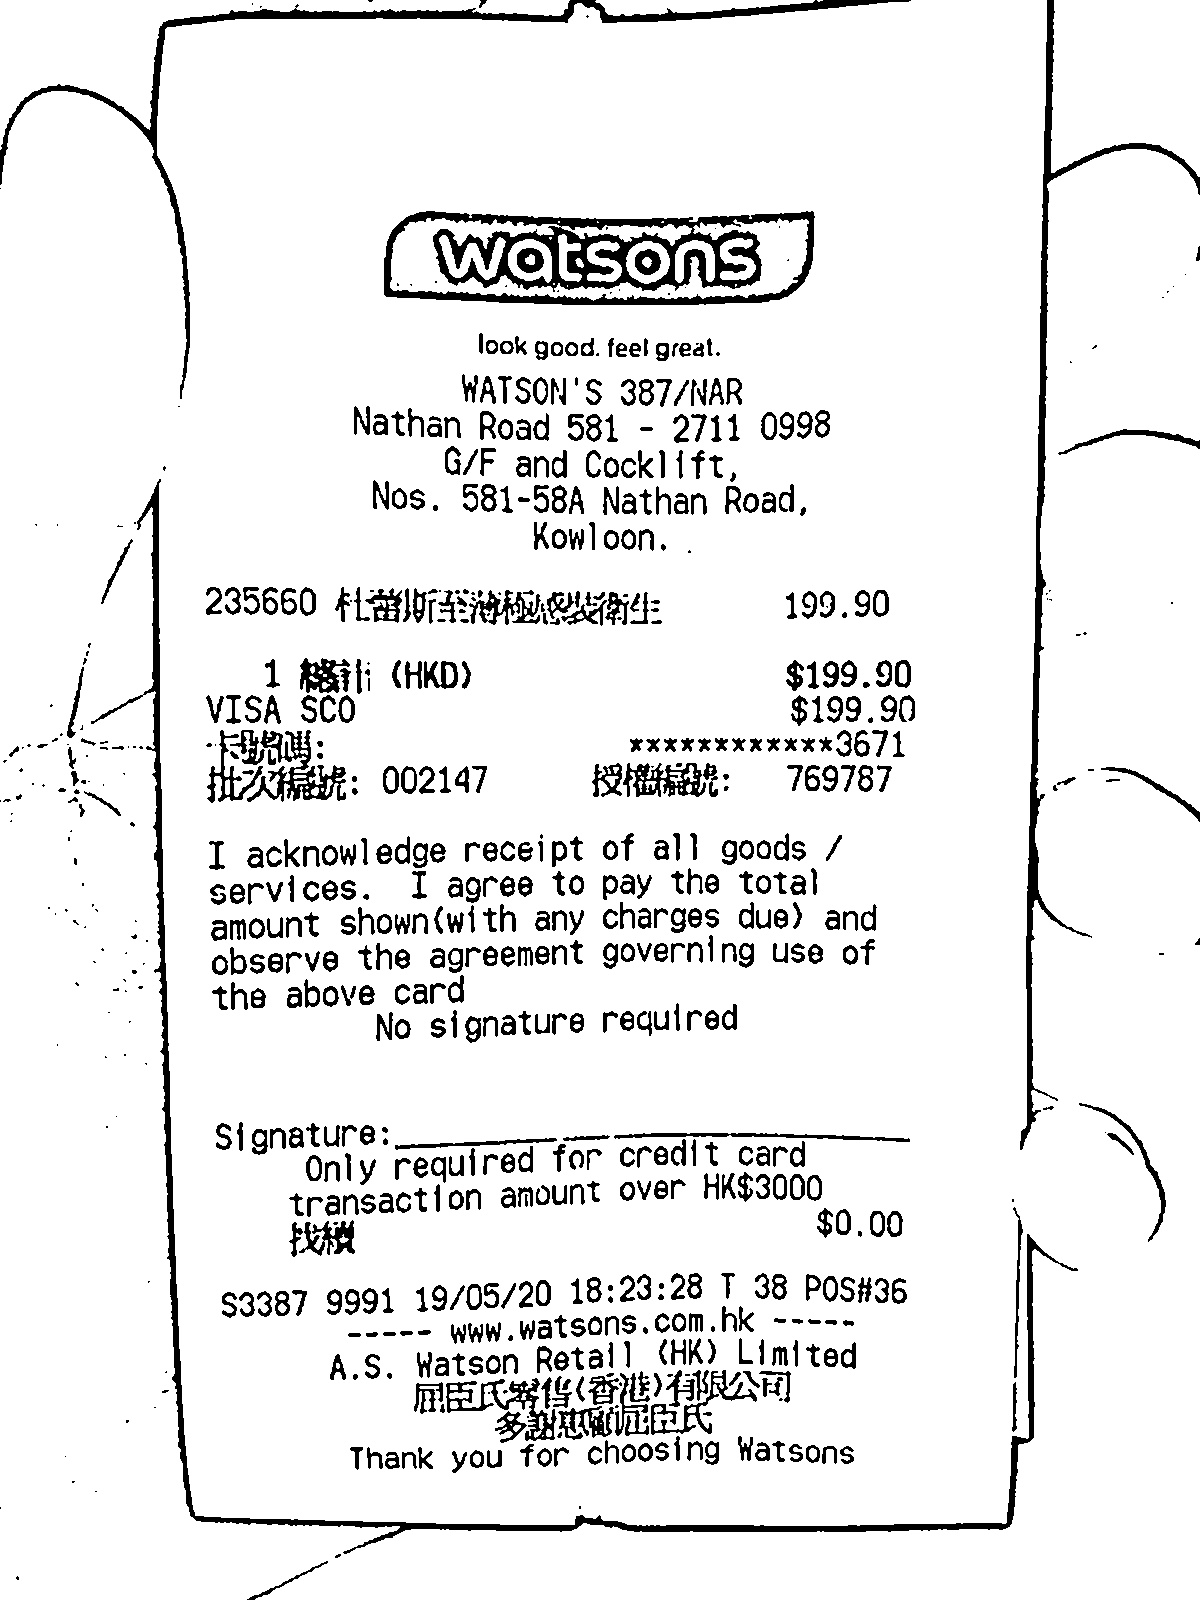 watsons
look good. feel great.
WATSON'S 387/NAR
Nathan Road 581 - 2711 0998
G/F and Cocklift,
Nos. 581-58A Nathan Road,
Kowloon.
235660 杜蕾斯至薄極感裝衛生 199.90
1 總計 (HKD) $199.90
VISA SCO $199.90
卡號碼: ************3671
批次編號: 002147 授權編號: 769787
I acknowledge receipt of all goods /
services. I agree to pay the total
amount shown(with any charges due) and
observe the agreement governing use of
the above card
No signature required
Signature:
Only required for credit card
transaction amount over HK$3000
找續 $0.00
S3387 9991 19/05/20 18:23:28 T 38 POS#36
----- www.watsons.com.hk -----
A.S. Watson Retail (HK) Limited
屈臣氏零售(香港)有限公司
多謝惠顧屈臣氏
Thank you for choosing Watsons